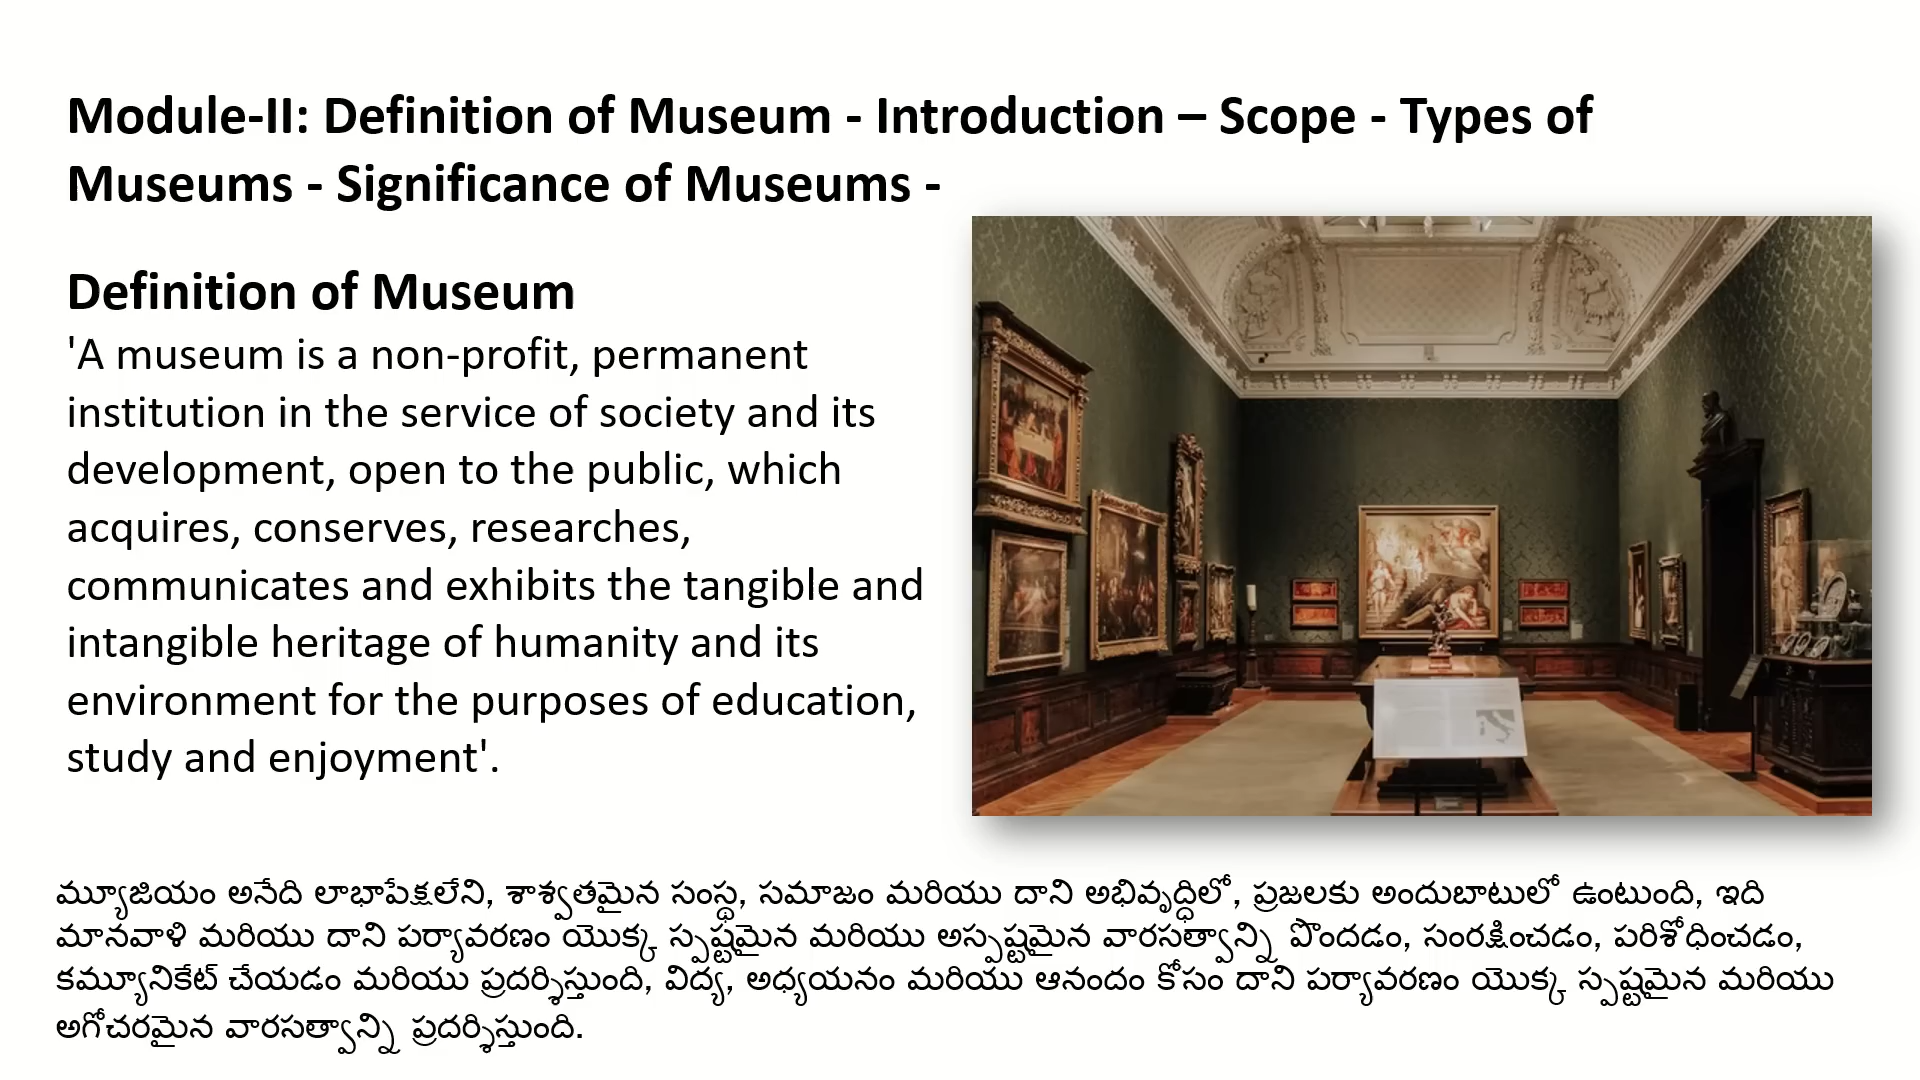 Module-II: Definition of Museum - Introduction – Scope - Types of
Museums - Significance of Museums -
Definition of Museum
'A museum is a non-profit, permanent
institution in the service of society and its
development, open to the public, which
acquires, conserves, researches,
communicates and exhibits the tangible and
intangible heritage of humanity and its
environment for the purposes of education,
study and enjoyment'.
మ్యూజియం అనేది లాభాపేక్షలేని, శాశ్వతమైన సంస్థ, సమాజం మరియు దాని అభివృద్ధిలో, ప్రజలకు అందుబాటులో ఉంటుంది, ఇది
మానవాళి మరియు దాని పర్యావరణం యొక్క స్పష్టమైన మరియు అస్పష్టమైన వారసత్వాన్ని పొందడం, సంరక్షించడం, పరిశోధించడం,
కమ్యూనికేట్ చేయడం మరియు ప్రదర్శిస్తుంది, విద్య, అధ్యయనం మరియు ఆనందం కోసం దాని పర్యావరణం యొక్క స్పష్టమైన మరియు
అగోచరమైన వారసత్వాన్ని ప్రదర్శిస్తుంది.